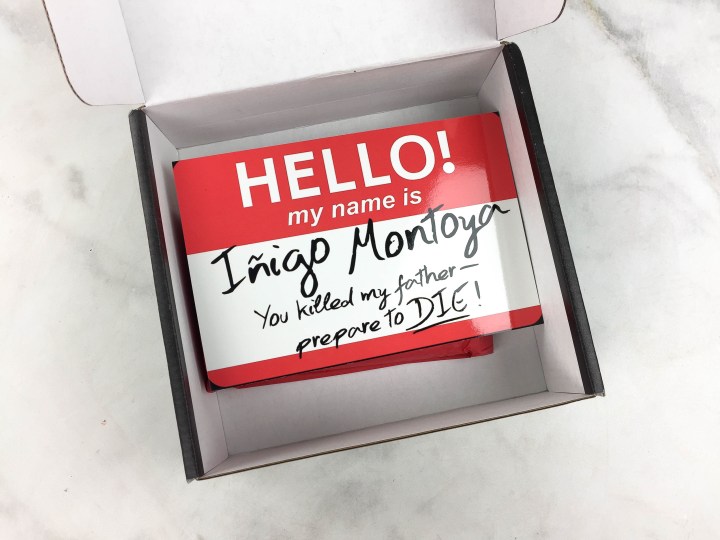 HELLO!
my name is
Iñigo Montoya
You killed my father—
prepare to DIE!